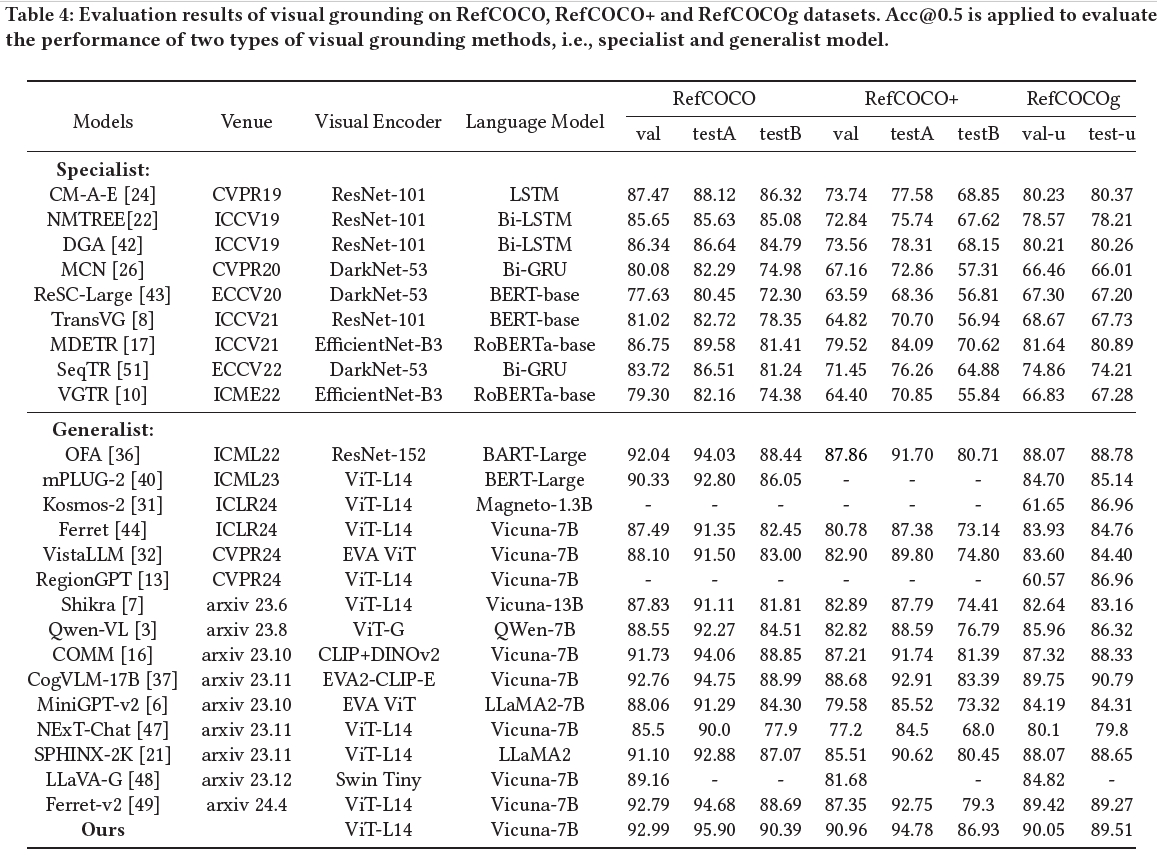 Table 4: Evaluation results of visual grounding on RefCOCO, RefCOCO+ and RefCOCOg datasets. Acc@0.5 is applied to evaluate
the performance of two types of visual grounding methods, i.e., specialist and generalist model.
Models Venue Visual Encoder Language Model RefCOCO RefCOCO+ RefCOCOg
val testA testB val testA testB val-u test-u
Specialist:
CM-A-E [24] CVPR19 ResNet-101 LSTM 87.47 88.12 86.32 73.74 77.58 68.85 80.23 80.37
NMTREE[22] ICCV19 ResNet-101 Bi-LSTM 85.65 85.63 85.08 72.84 75.74 67.62 78.57 78.21
DGA [42] ICCV19 ResNet-101 Bi-LSTM 86.34 86.64 84.79 73.56 78.31 68.15 80.21 80.26
MCN [26] CVPR20 DarkNet-53 Bi-GRU 80.08 82.29 74.98 67.16 72.86 57.31 66.46 66.01
ReSC-Large [43] ECCV20 DarkNet-53 BERT-base 77.63 80.45 72.30 63.59 68.36 56.81 67.30 67.20
TransVG [8] ICCV21 ResNet-101 BERT-base 81.02 82.72 78.35 64.82 70.70 56.94 68.67 67.73
MDETR [17] ICCV21 EfficientNet-B3 RoBERTa-base 86.75 89.58 81.41 79.52 84.09 70.62 81.64 80.89
SeqTR [51] ECCV22 DarkNet-53 Bi-GRU 83.72 86.51 81.24 71.45 76.26 64.88 74.86 74.21
VGTR [10] ICME22 EfficientNet-B3 RoBERTa-base 79.30 82.16 74.38 64.40 70.85 55.84 66.83 67.28
Generalist:
OFA [36] ICML22 ResNet-152 BART-Large 92.04 94.03 88.44 87.86 91.70 80.71 88.07 88.78
mPLUG-2 [40] ICML23 ViT-L14 BERT-Large 90.33 92.80 86.05 - - - 84.70 85.14
Kosmos-2 [31] ICLR24 ViT-L14 Magneto-1.3B - - - - - - 61.65 86.96
Ferret [44] ICLR24 ViT-L14 Vicuna-7B 87.49 91.35 82.45 80.78 87.38 73.14 83.93 84.76
VistaLLM [32] CVPR24 EVA ViT Vicuna-7B 88.10 91.50 83.00 82.90 89.80 74.80 83.60 84.40
RegionGPT [13] CVPR24 ViT-L14 Vicuna-7B - - - - - - 60.57 86.96
Shikra [7] arxiv 23.6 ViT-L14 Vicuna-13B 87.83 91.11 81.81 82.89 87.79 74.41 82.64 83.16
Qwen-VL [3] arxiv 23.8 ViT-G QWen-7B 88.55 92.27 84.51 82.82 88.59 76.79 85.96 86.32
COMM [16] arxiv 23.10 CLIP+DINOv2 Vicuna-7B 91.73 94.06 88.85 87.21 91.74 81.39 87.32 88.33
CogVLM-17B [37] arxiv 23.11 EVA2-CLIP-E Vicuna-7B 92.76 94.75 88.99 88.68 92.91 83.39 89.75 90.79
MiniGPT-v2 [6] arxiv 23.10 EVA ViT LLaMA2-7B 88.06 91.29 84.30 79.58 85.52 73.32 84.19 84.31
NExT-Chat [47] arxiv 23.11 ViT-L14 Vicuna-7B 85.5 90.0 77.9 77.2 84.5 68.0 80.1 79.8
SPHINX-2K [21] arxiv 23.11 ViT-L14 LLaMA2 91.10 92.88 87.07 85.51 90.62 80.45 88.07 88.65
LLaVA-G [48] arxiv 23.12 Swin Tiny Vicuna-7B 89.16 - - 81.68 - 84.82 -
Ferret-v2 [49] arxiv 24.4 ViT-L14 Vicuna-7B 92.79 94.68 88.69 87.35 92.75 79.3 89.42 89.27
Ours ViT-L14 Vicuna-7B 92.99 95.90 90.39 90.96 94.78 86.93 90.05 89.51